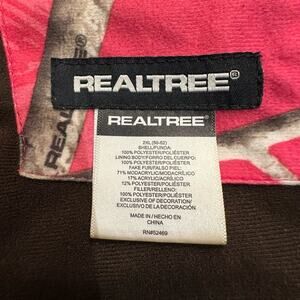 REALTREE
REALTREE
REALTREE
2XL (50-52)
SHELL/FUNDA:
100% POLYESTER/POLIÉSTER
LINING BODY/FORRO DEL CUERPO:
100% POLYESTER/POLIÉSTER
FAKE FUR/FALSO PIEL:
71% MODACRYLIC/MODACRÍLICO
17% ACRYLIC/ACRÍLICO
12% POLYESTER/POLIÉSTER
FILLER/RELLENO:
100% POLYESTER/POLIÉSTER
EXCLUSIVE OF DECORATION/
EXCLUSIVO DE LA DECORACIÓN
MADE IN / HECHO EN
CHINA
RN#52469